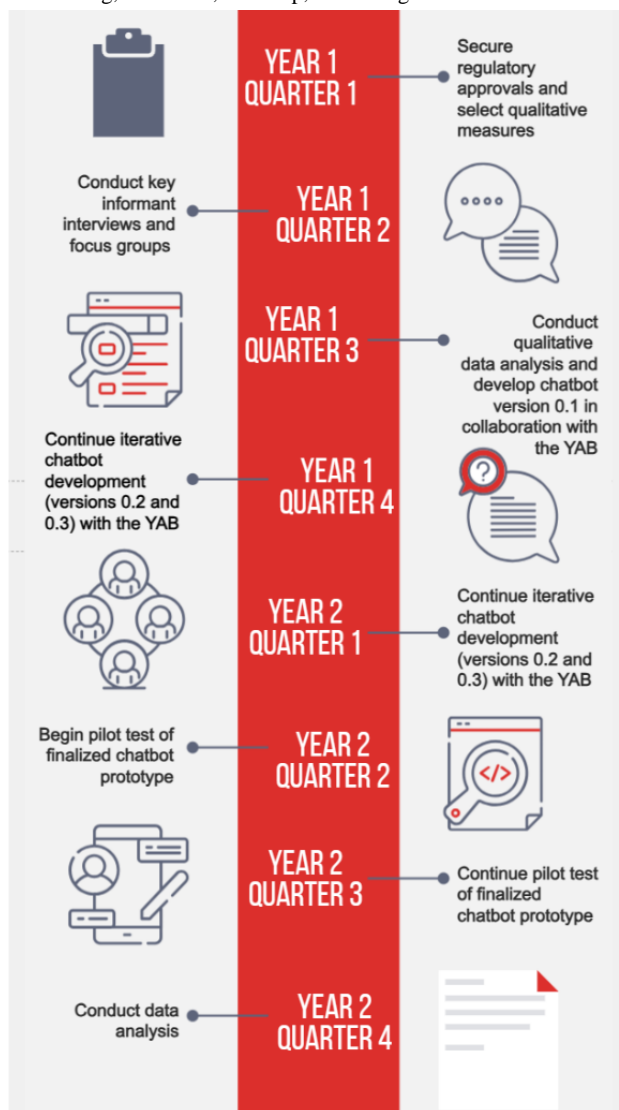 YEAR 1
QUARTER 1
Secure
regulatory
approvals and
select qualitative
measures
Conduct key
informant
interviews and
focus groups
YEAR 1
QUARTER 2
YEAR 1
QUARTER 3
Conduct
qualitative
data analysis and
develop chatbot
version 0.1 in
collaboration with
the YAB
Continue iterative
chatbot
development
(versions 0.2 and
0.3) with the YAB
YEAR 1
QUARTER 4
?
YEAR 2
QUARTER 1
Continue iterative
chatbot
development
(versions 0.2 and
0.3) with the YAB
Begin pilot test of
finalized chatbot
prototype
YEAR 2
QUARTER 2
</>
YEAR 2
QUARTER 3
Continue pilot test
of finalized
chatbot prototype
Conduct data
analysis
YEAR 2
QUARTER 4